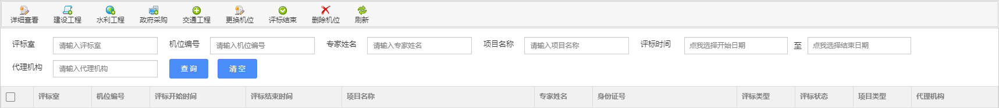 详细查看 建设工程 水利工程 政府采购 交通工程 更换机位 评标结束 删除机位 刷新
评标室 请输入评标室 机位编号 请输入机位编号 专家姓名 请输入专家姓名 项目名称 请输入项目名称 评标时间 点我选择开始日期 至 点我选择结束日期
代理机构 请输入代理机构 查 询 清 空
评标室 机位编号 评标开始时间 评标结束时间 项目名称 专家姓名 身份证号 评标类型 评标状态 项目类型 代理机构